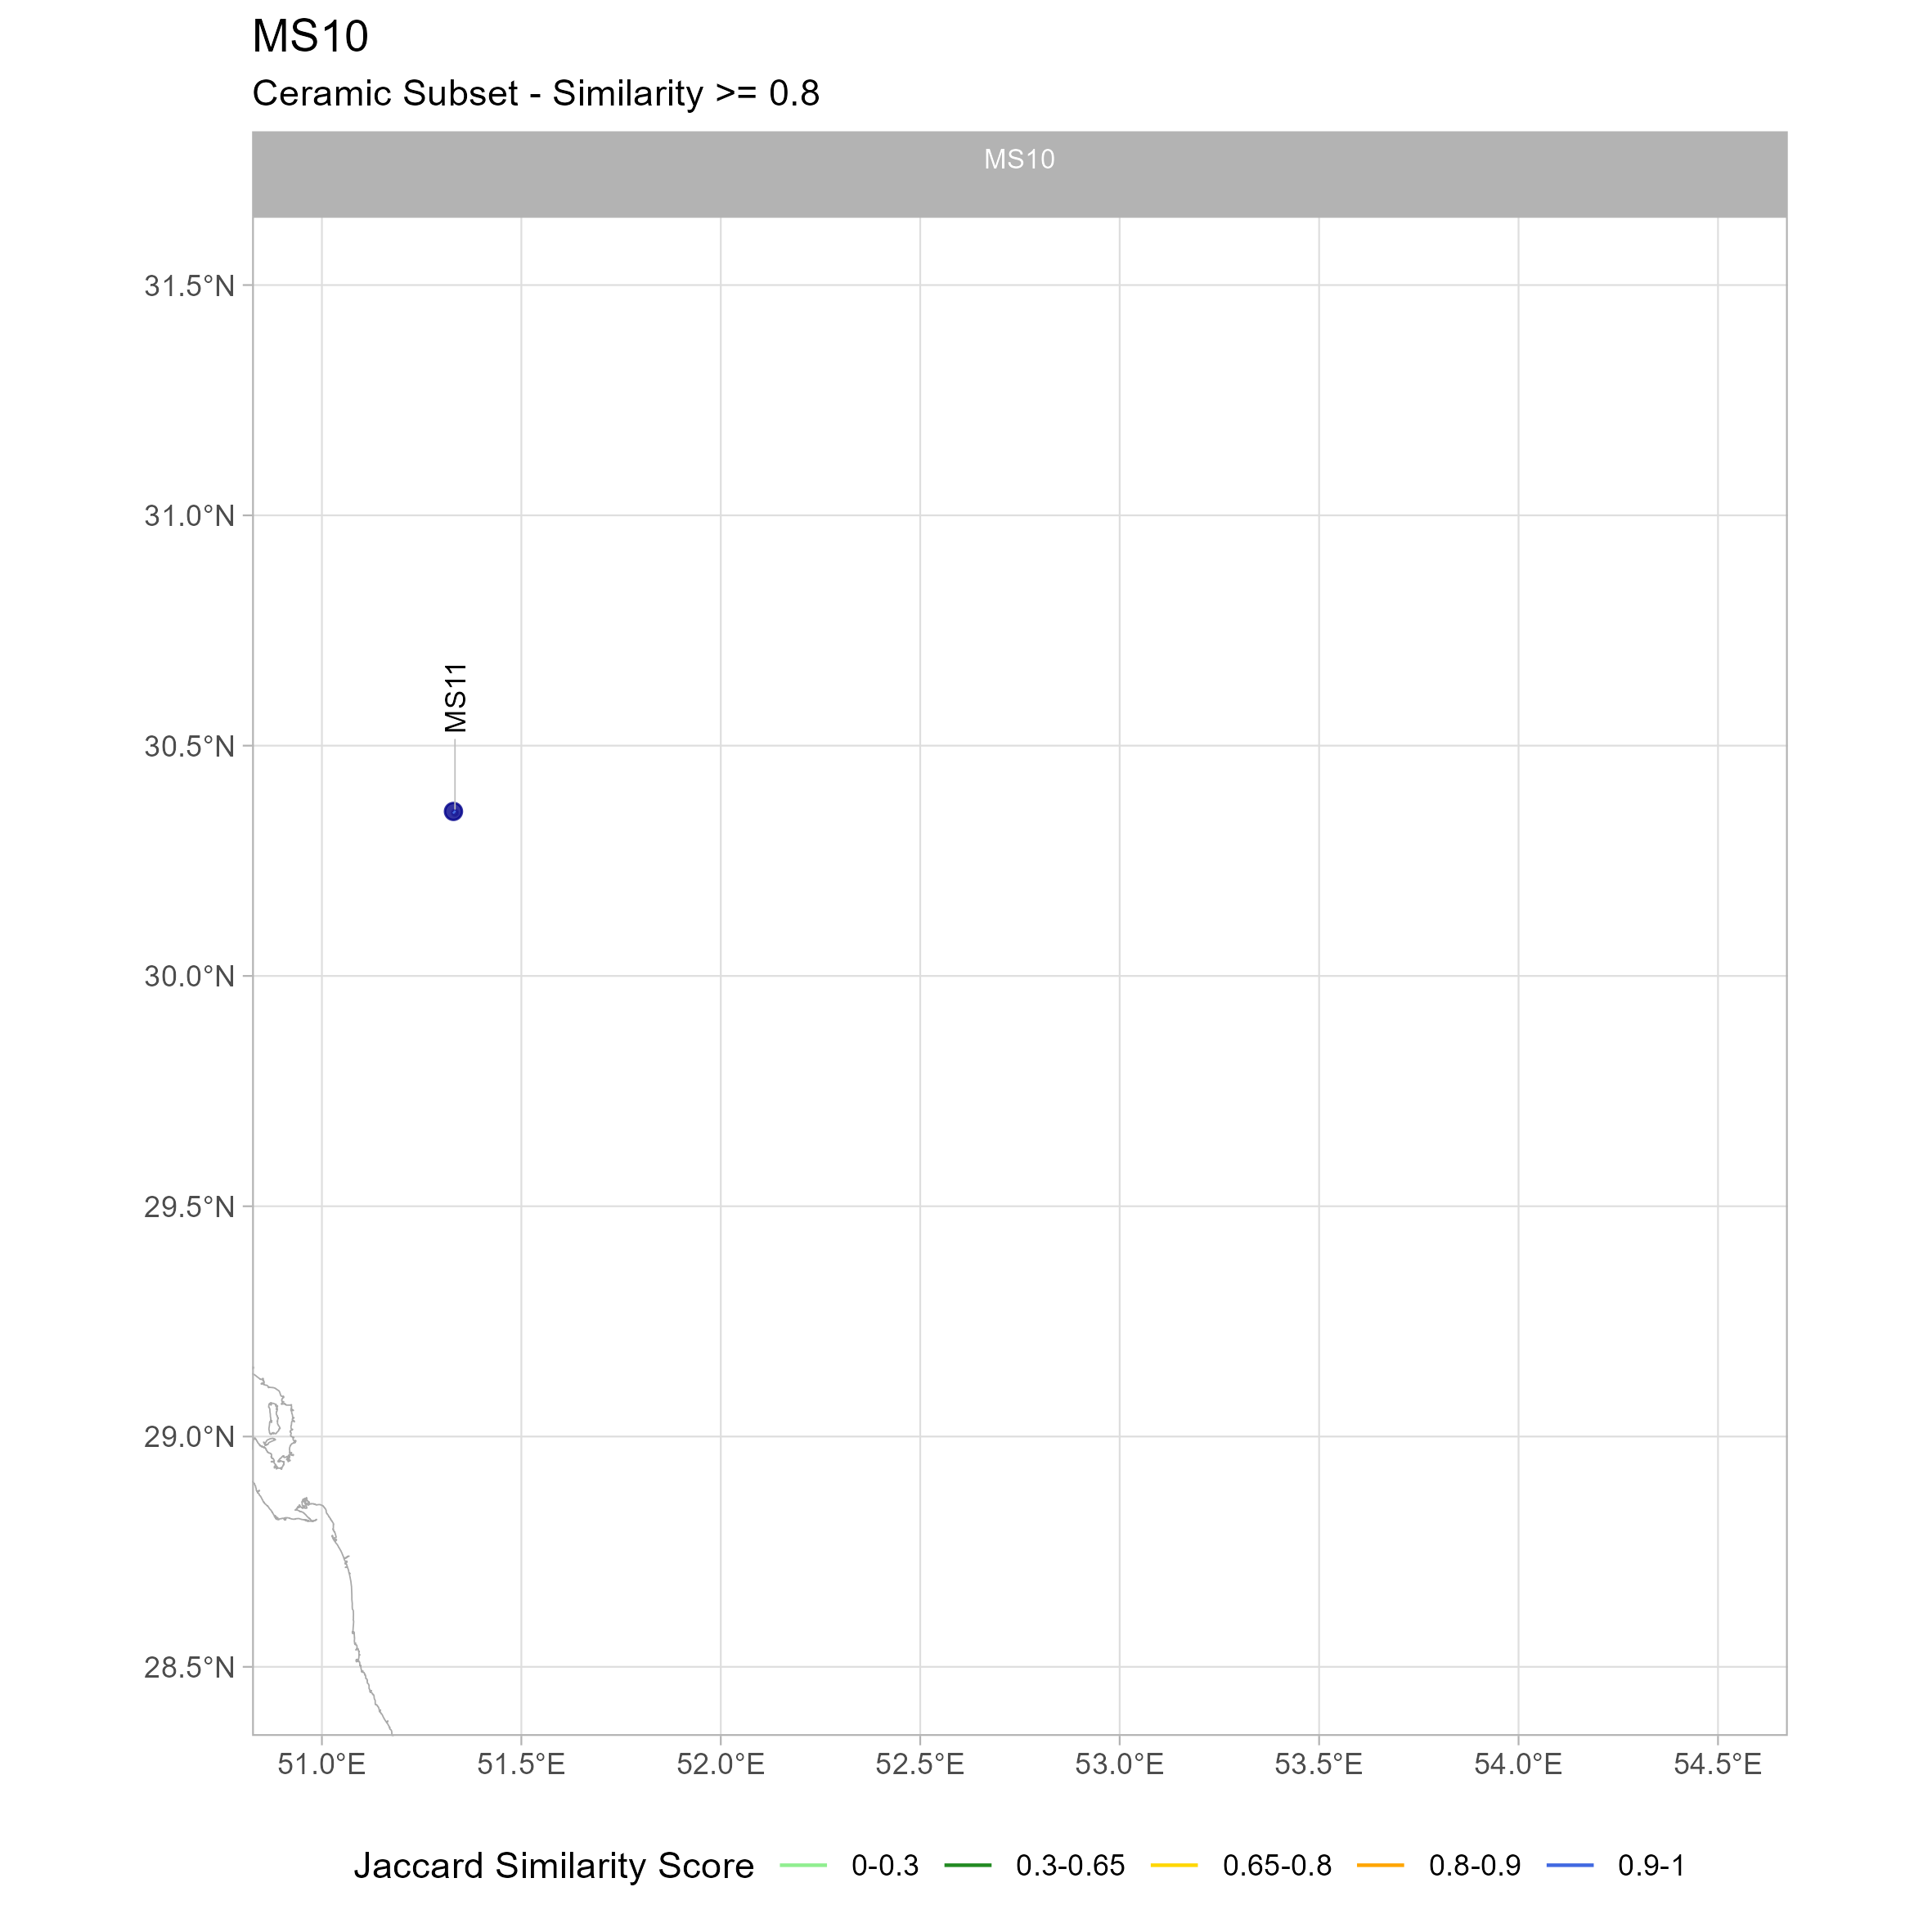 MS10
Ceramic Subset - Similarity >= 0.8
MS10
31.5°N
31.0°N
MS11
30.5°N
30.0°N
29.5°N
29.0°N
28.5°N
51.0°E 51.5°E 52.0°E 52.5°E 53.0°E 53.5°E 54.0°E 54.5°E
Jaccard Similarity Score 0-0.3 0.3-0.65 0.65-0.8 0.8-0.9 0.9-1